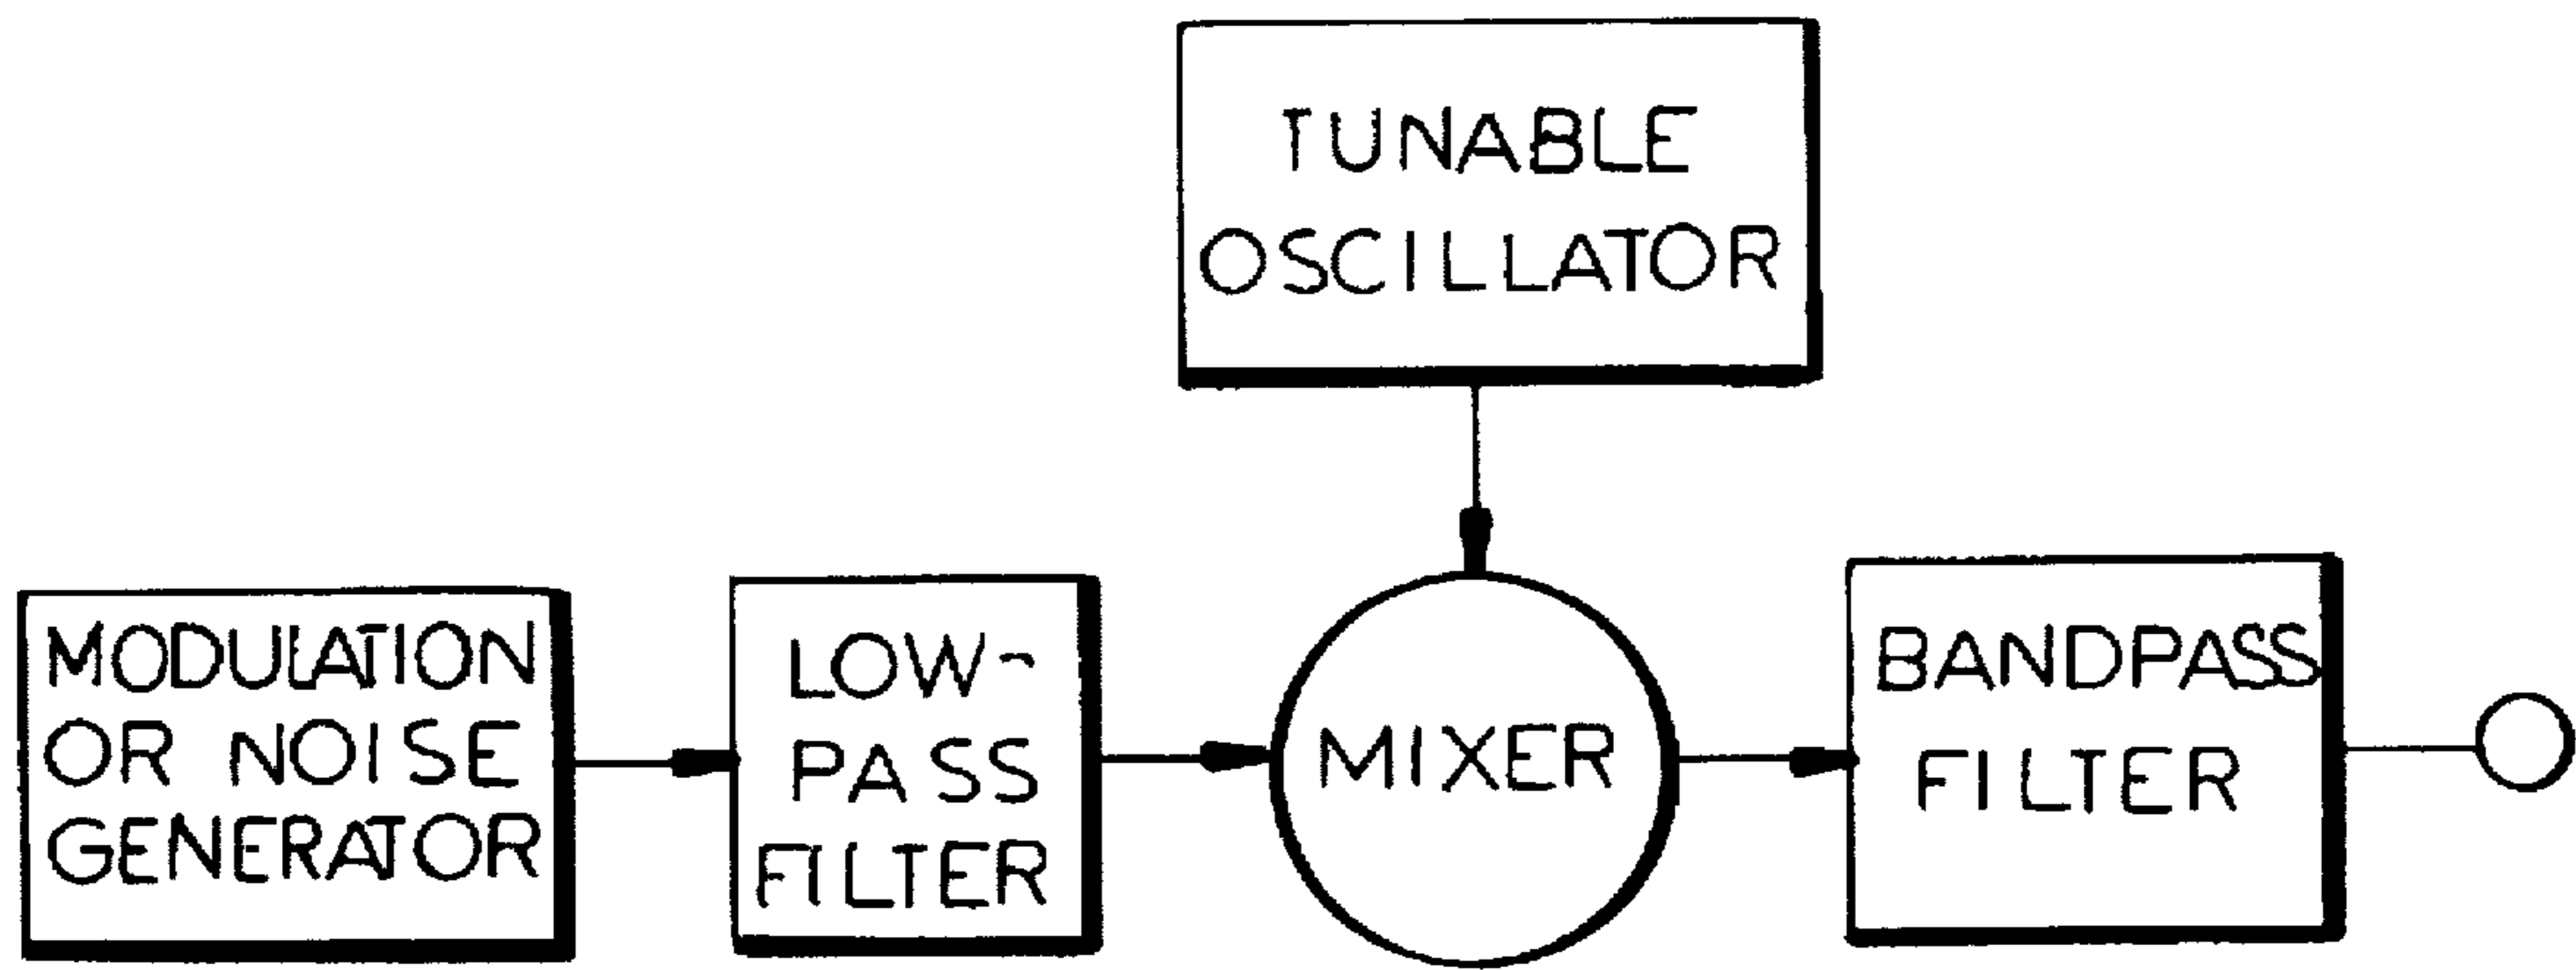 TUNABLE
OSCILLATOR
MODULATION
OR NOISE
GENERATOR
LOW-
PASS
FILTER
MIXER
BANDPASS
FILTER